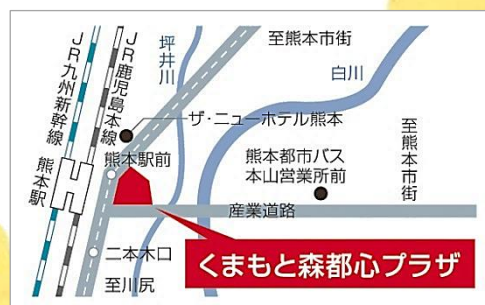 至熊本市街
坪井川
白川
JR鹿児島本線
JR九州新幹線
ザ・ニューホテル熊本
至熊本市街
熊本駅前
熊本都市バス
本山営業所前
熊本駅
産業道路
くまもと森都心プラザ
二本木口
至川尻